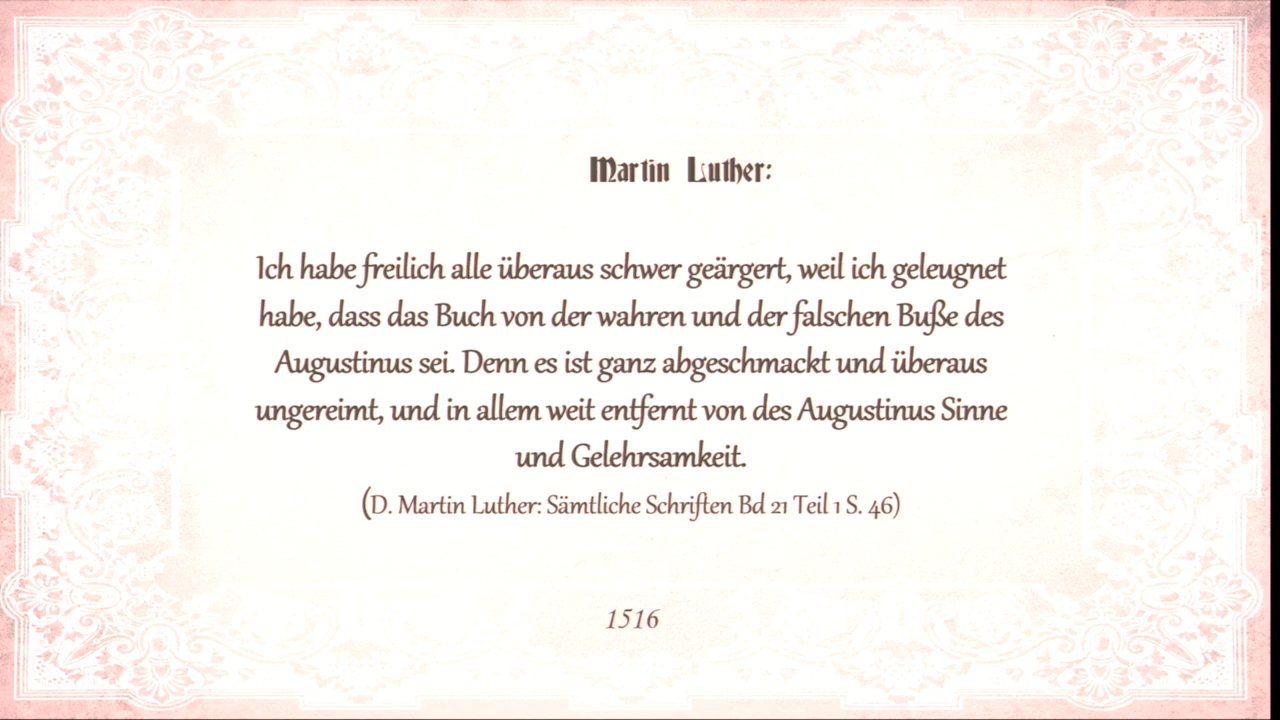 Martin Luther:
Ich habe freilich alle überaus schwer geärgert, weil ich geleugnet
habe, dass das Buch von der wahren und der falschen Buße des
Augustinus sei. Denn es ist ganz abgeschmackt und überaus
ungereimt, und in allem weit entfernt von des Augustinus Sinne
und Gelehrsamkeit.
(D. Martin Luther: Sämtliche Schriften Bd 21 Teil 1 S. 46)
1516